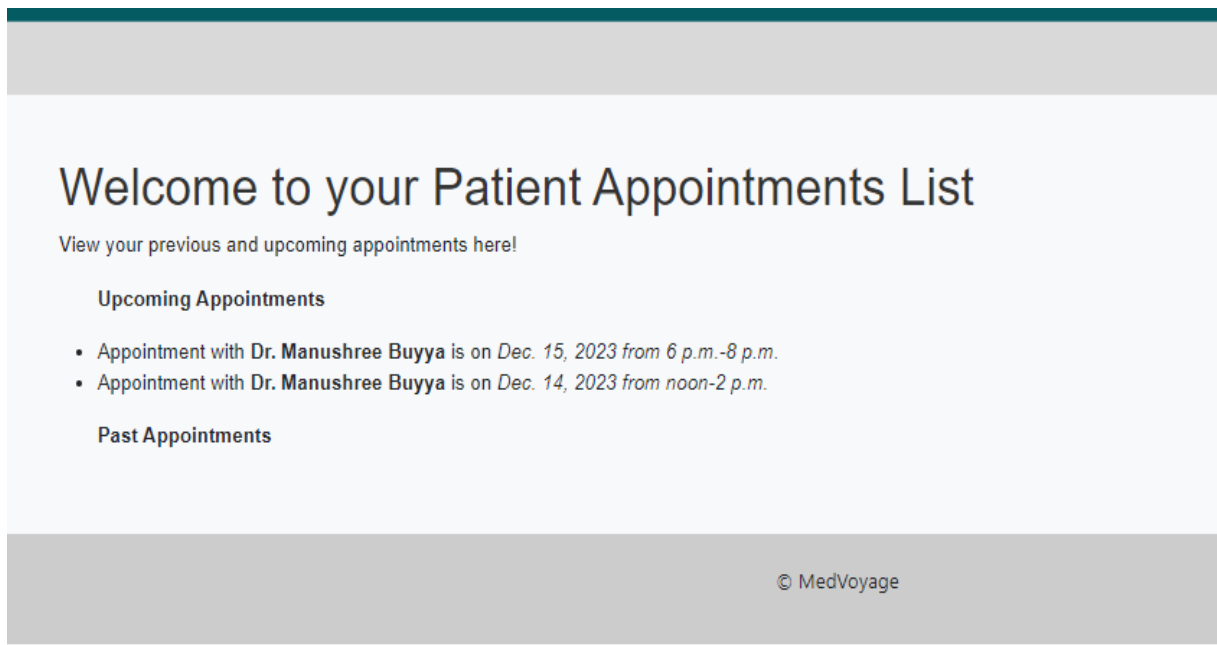 Welcome to your Patient Appointments List
View your previous and upcoming appointments here!
Upcoming Appointments
• Appointment with Dr. Manushree Buyya is on Dec. 15, 2023 from 6 p.m.-8 p.m.
• Appointment with Dr. Manushree Buyya is on Dec. 14, 2023 from noon-2 p.m.
Past Appointments
© MedVoyage